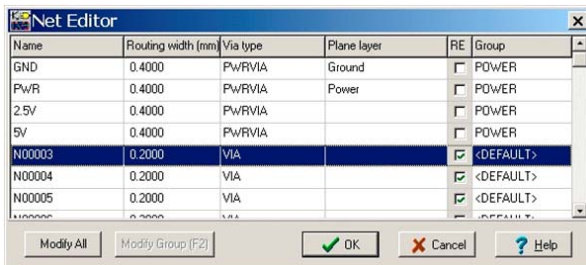 Net Editor
Name Routing width (mm) Via type Plane layer RE Group
GND 0.4000 PWRVIA Ground POWER
PWR 0.4000 PWRVIA Power POWER
2.5V 0.4000 PWRVIA POWER
5V 0.4000 PWRVIA POWER
N00003 0.2000 VIA <DEFAULT>
N00004 0.2000 VIA <DEFAULT>
N00005 0.2000 VIA <DEFAULT>
Modify All Modify Group (F2) OK Cancel Help